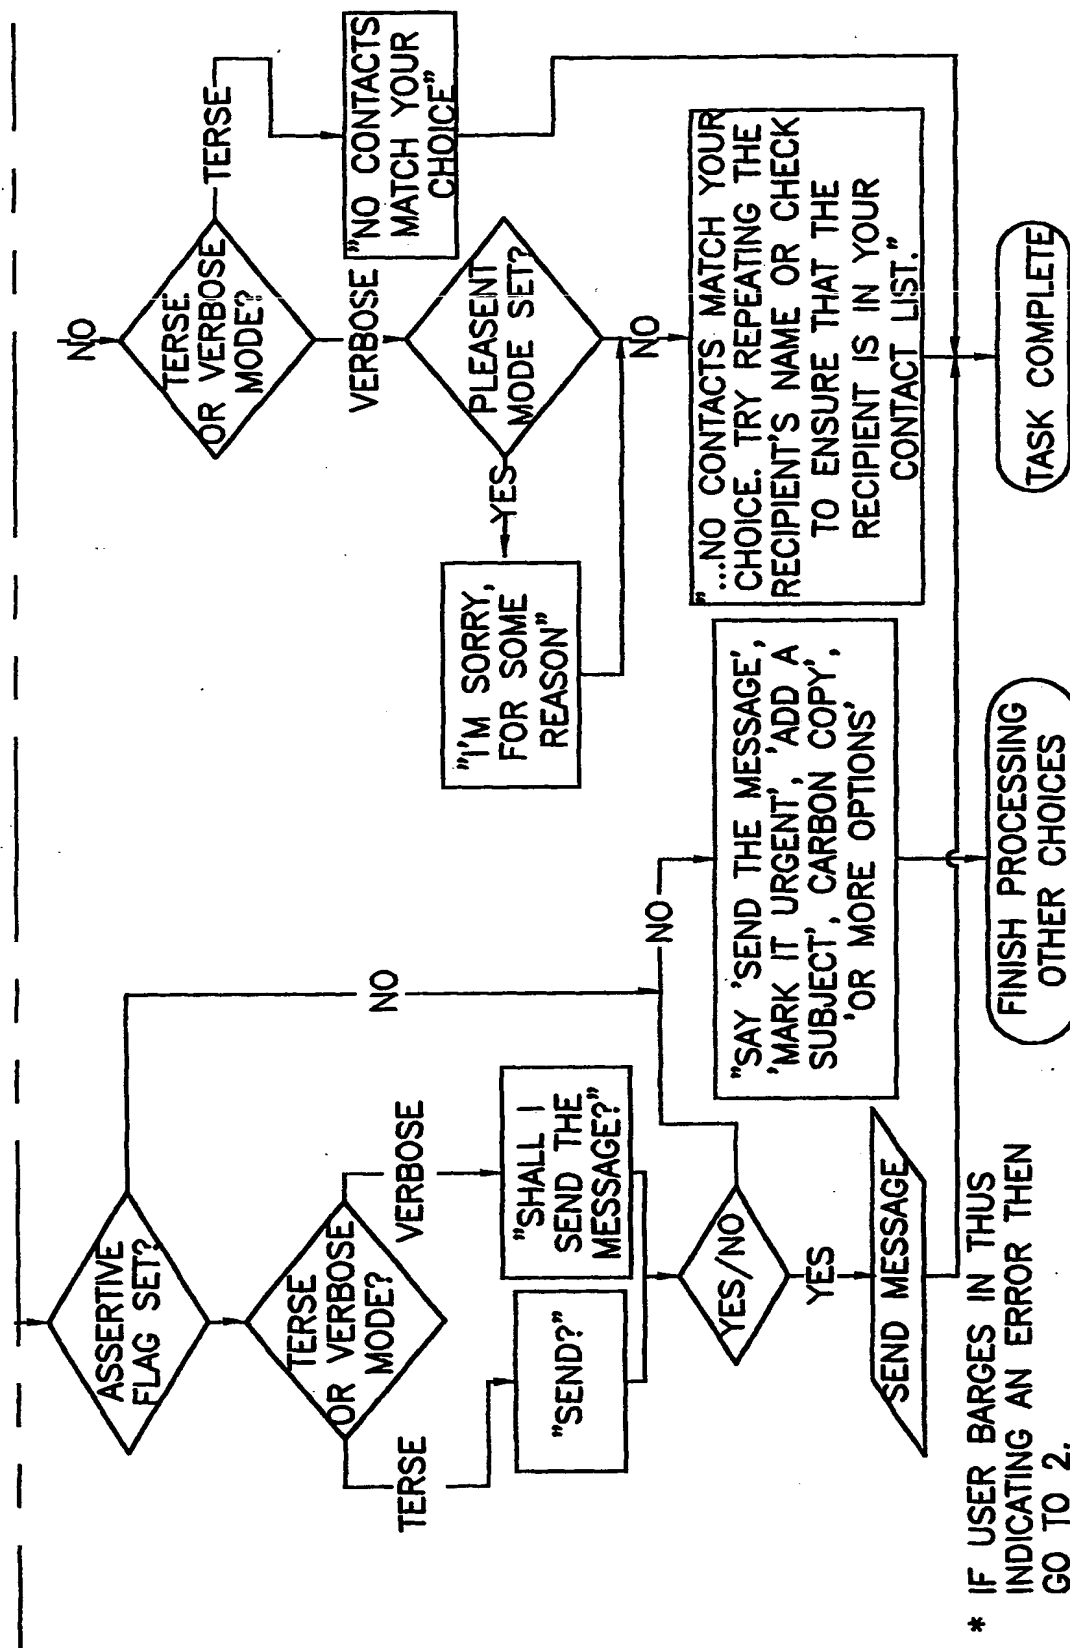 ASSERTIVE
FLAG SET?
NO
TERSE
OR VERBOSE
MODE?
TERSE
VERBOSE
"SEND?"
"SHALL I
SEND THE
MESSAGE?"
YES/NO
NO
YES
SEND MESSAGE
"SAY 'SEND THE MESSAGE',
'MARK IT URGENT', 'ADD A
SUBJECT', CARBON COPY',
'OR MORE OPTIONS'
FINISH PROCESSING
OTHER CHOICES
NO
TERSE
OR VERBOSE
MODE?
TERSE
VERBOSE
"NO CONTACTS
MATCH YOUR
CHOICE"
PLEASENT
MODE SET?
YES
NO
"I'M SORRY,
FOR SOME
REASON"
"...NO CONTACTS MATCH YOUR
CHOICE. TRY REPEATING THE
RECIPIENT'S NAME OR CHECK
TO ENSURE THAT THE
RECIPIENT IS IN YOUR
CONTACT LIST."
TASK COMPLETE
* IF USER BARGES IN THUS
INDICATING AN ERROR THEN
GO TO 2.